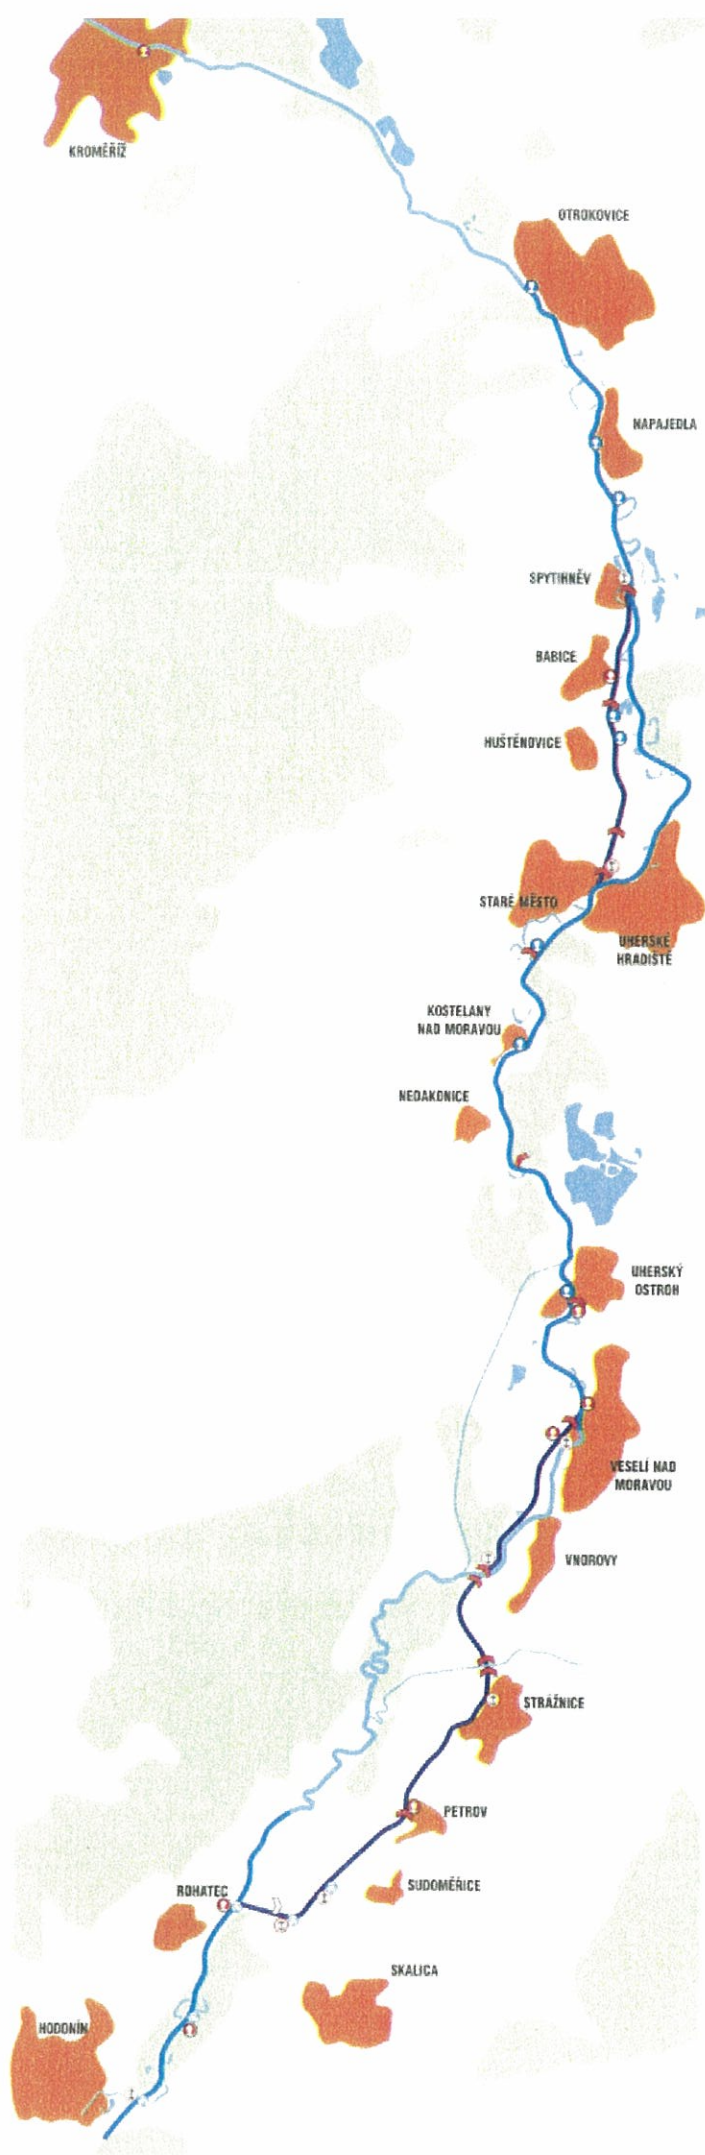 KROMĚŘÍŽ
OTROKOVICE
NAPAJEDLA
SPYTIHNĚV
BABICE
HUŠTĚNOVICE
STARÉ MĚSTO
UHERSKÉ
HRADIŠTĚ
KOSTELANY
NAD MORAVOU
NEDAKONICE
UHERSKÝ
OSTROH
VESELÍ NAD
MORAVOU
VNOROVY
STRÁŽNICE
PETROV
SUDOMĚŘICE
ROHATEC
SKALICA
HODONÍN